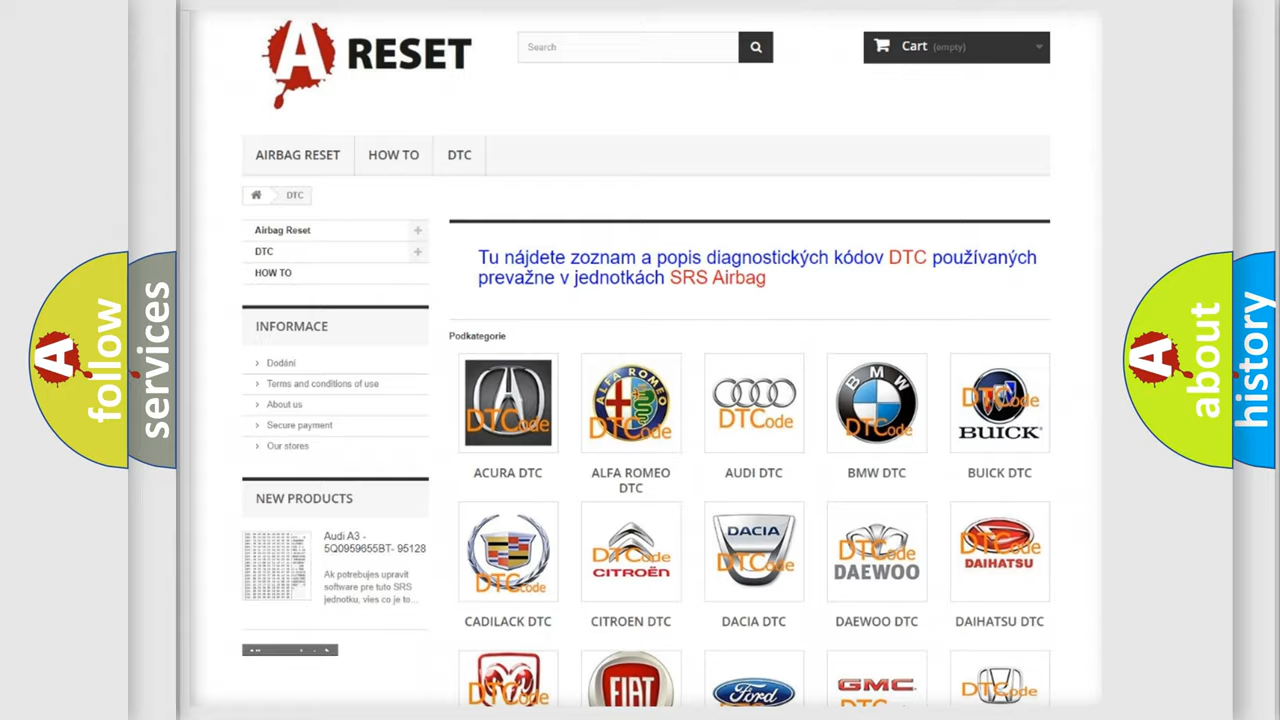 A RESET
Search
Cart (empty)
AIRBAG RESET
HOW TO
DTC
DTC
Airbag Reset
DTC
HOW TO
INFORMACE
Dodání
Terms and conditions of use
About us
Secure payment
Our stores
NEW PRODUCTS
Audi A3 -
5Q0959655BT- 95128
Ak potrebujes upravit
software pre tuto SRS
jednotku, vies co je to...
Tu nájdete zoznam a popis diagnostických kódov DTC používaných
prevažne v jednotkách SRS Airbag
Podkategorie
DTCode
ALFA ROMEO
DTCode
DTCode
BMW
DTCode
DTCode
BUICK
ACURA DTC
ALFA ROMEO
DTC
AUDI DTC
BMW DTC
BUICK DTC
DTCode
DTCode
CITROËN
DACIA
DTCode
DTCode
DAEWOO
DTCode
DAIHATSU
CADILACK DTC
CITROEN DTC
DACIA DTC
DAEWOO DTC
DAIHATSU DTC
DTCode
FIAT
Ford
GMC
DTCode
A
follow
services
A
about
history